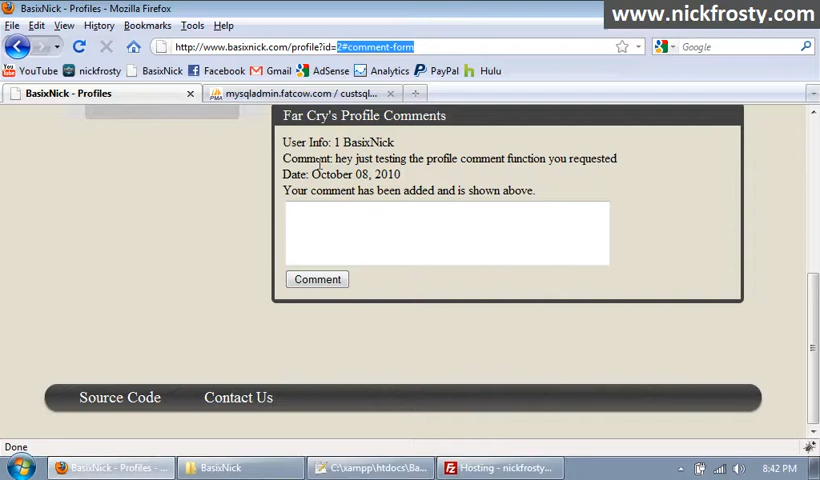 BasixNick - Profiles - Mozilla Firefox
www.nickfrosty.com
File Edit View History Bookmarks Tools Help
http://www.basixnick.com/profile?id=2#comment-form
Google
YouTube nickfrosty BasixNick Facebook Gmail AdSense Analytics PayPal Hulu
BasixNick - Profiles
PMA mysqladmin.fatcow.com / custsql...
Far Cry's Profile Comments
User Info: 1 BasixNick
Comment: hey just testing the profile comment function you requested
Date: October 08, 2010
Your comment has been added and is shown above.
Comment
Source Code Contact Us
Done
BasixNick - Profiles - ... BasixNick C:\xampp\htdocs\Ba... Hosting - nickfrosty... 8:42 PM